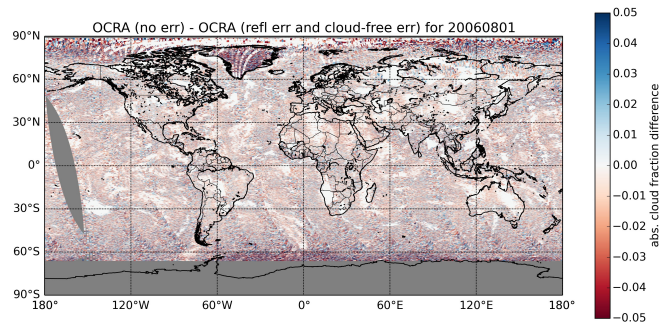 OCRA (no err) - OCRA (refl err and cloud-free err) for 20060801
90°N
60°N
30°N
0°
30°S
60°S
90°S
180° 120°W 60°W 0° 60°E 120°E 180°
0.05
0.04
0.03
0.02
0.01
0.00
−0.01
−0.02
−0.03
−0.04
−0.05
abs. cloud fraction difference